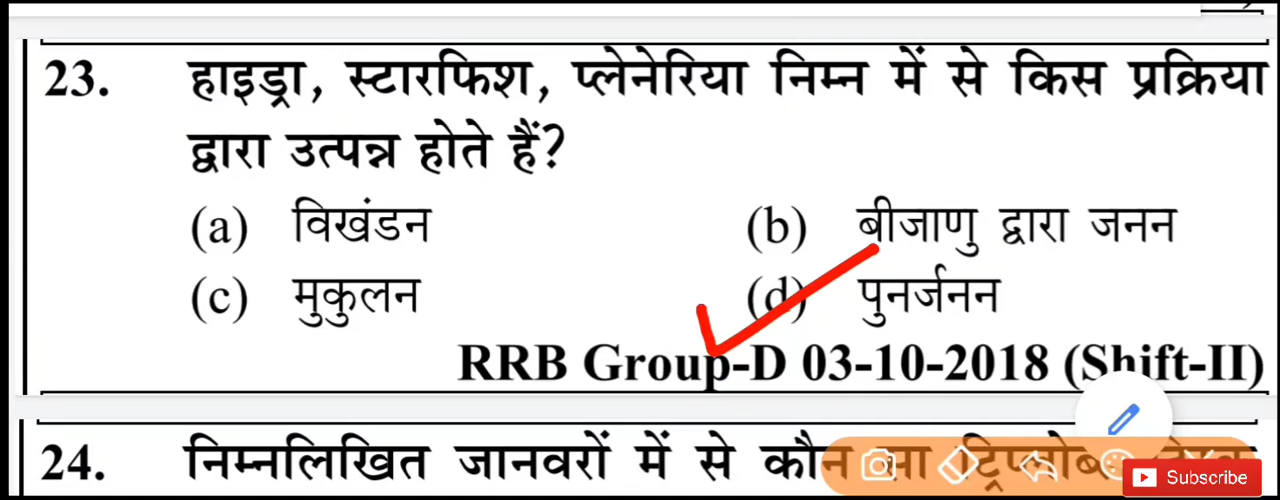 23. हाइड्रा, स्टारफिश, प्लेनेरिया निम्न में से किस प्रक्रिया
द्वारा उत्पन्न होते हैं?
(a) विखंडन (b) बीजाणु द्वारा जनन
(c) मुकुलन (d) पुनर्जनन
RRB Group-D 03-10-2018 (Shift-II)
24. निम्नलिखित जानवरों में से कौन सा
Subscribe